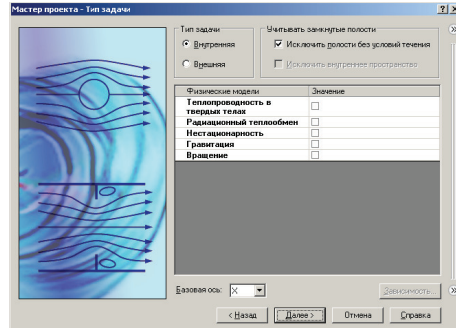 Мастер проекта - Тип задачи
Тип задачи
Внутренняя
Внешняя
Учитывать замкнутые полости
Исключить полости без условий течения
Исключить внутреннее пространство
Физические модели Значение
Теплопроводность в
твердых телах
Радиационный теплообмен
Нестационарность
Гравитация
Вращение
Базовая ось: X
Зависимость...
< Назад Далее > Отмена Справка